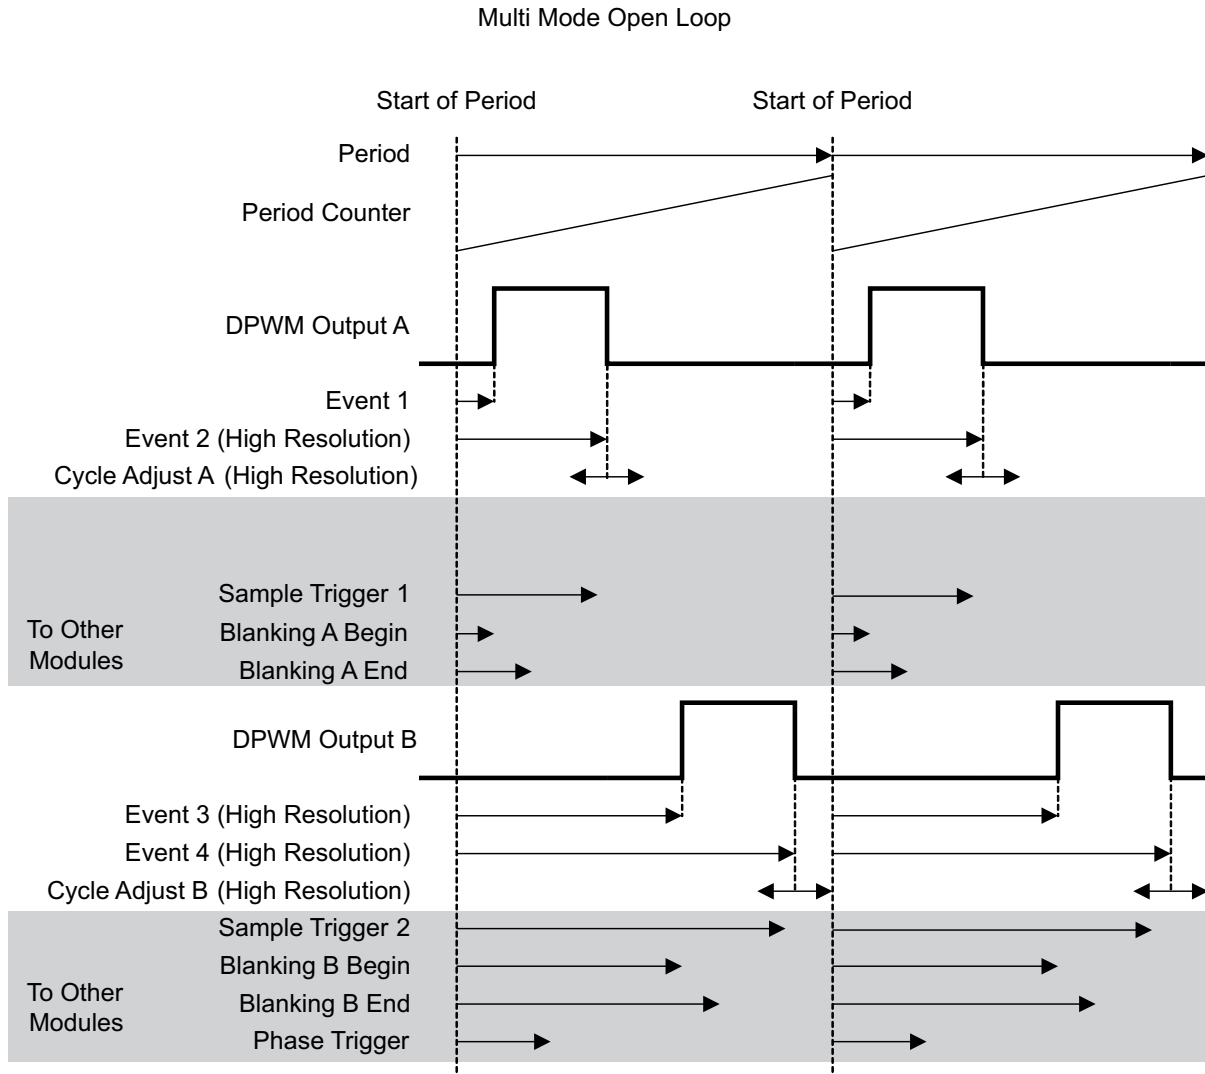 Multi Mode Open Loop
Start of Period
Start of Period
Period
Period Counter
DPWM Output A
Event 1
Event 2 (High Resolution)
Cycle Adjust A (High Resolution)
Sample Trigger 1
To Other
Modules
Blanking A Begin
Blanking A End
DPWM Output B
Event 3 (High Resolution)
Event 4 (High Resolution)
Cycle Adjust B (High Resolution)
Sample Trigger 2
Blanking B Begin
To Other
Modules
Blanking B End
Phase Trigger